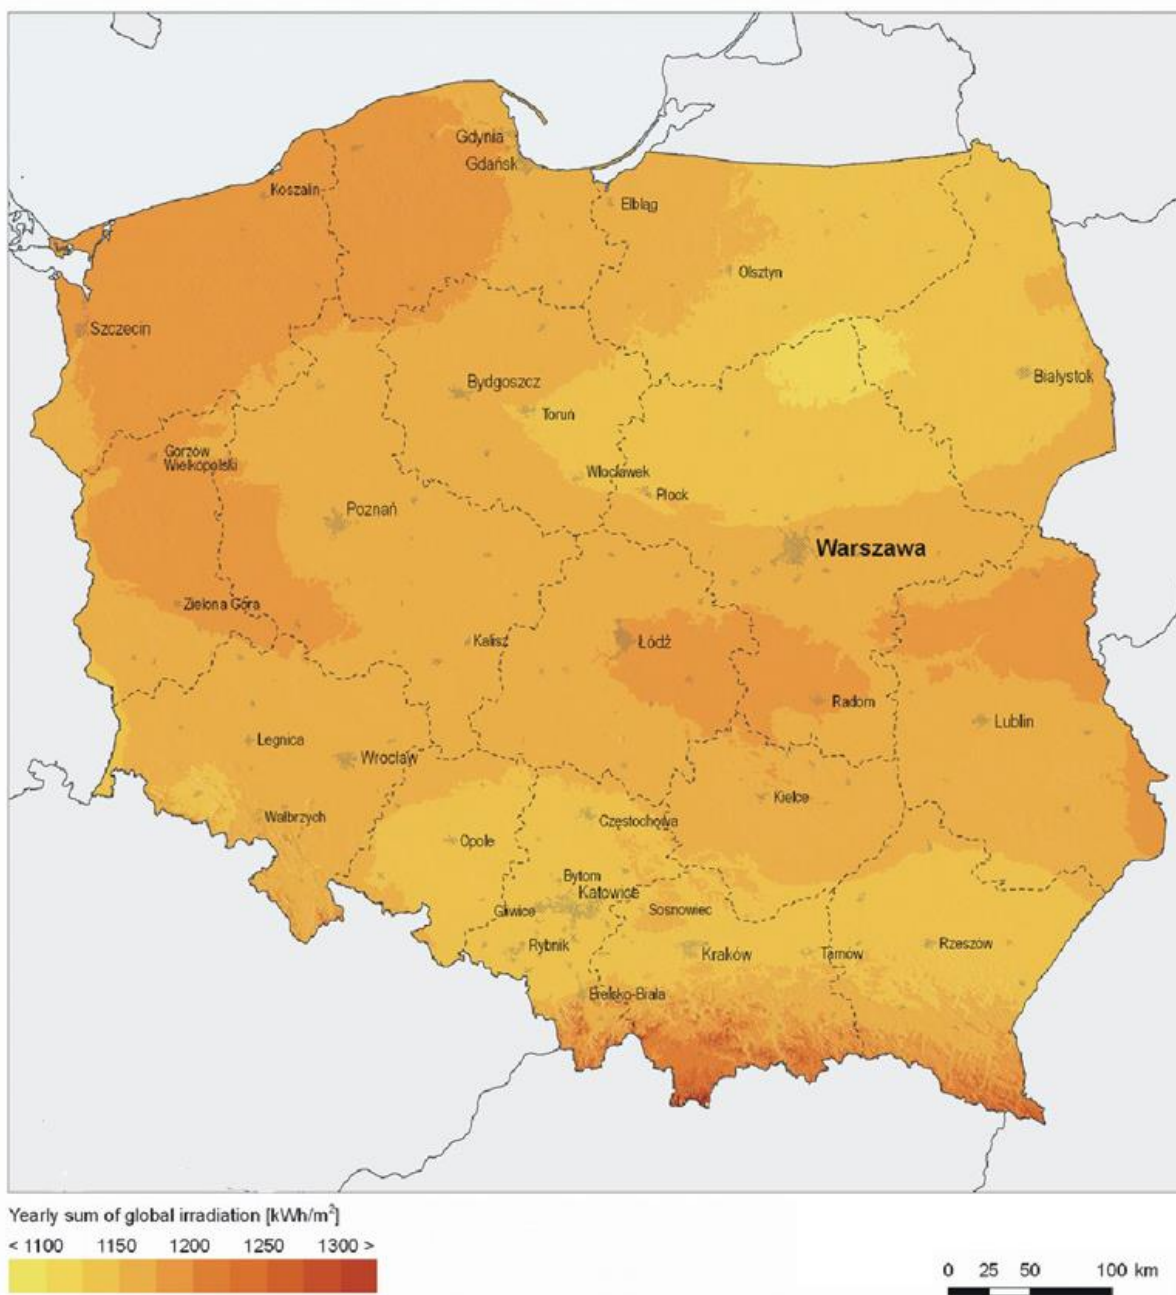 Gdynia
Gdańsk
Koszalin
Elbląg
Olsztyn
Szczecin
Bydgoszcz
Białystok
Toruń
Gorzów
Wielkopolski
Włocławek
Płock
Poznań
Warszawa
Zielona Góra
Kalisz
Łódź
Radom
Lublin
Legnica
Wrocław
Kielce
Wałbrzych
Częstochowa
Opole
Bytom
Katowice
Gliwice
Sosnowiec
Rybnik
Kraków
Tarnów
Rzeszów
Bielsko-Biała
Yearly sum of global irradiation [kWh/m²]
< 1100 1150 1200 1250 1300 >
0 25 50 100 km